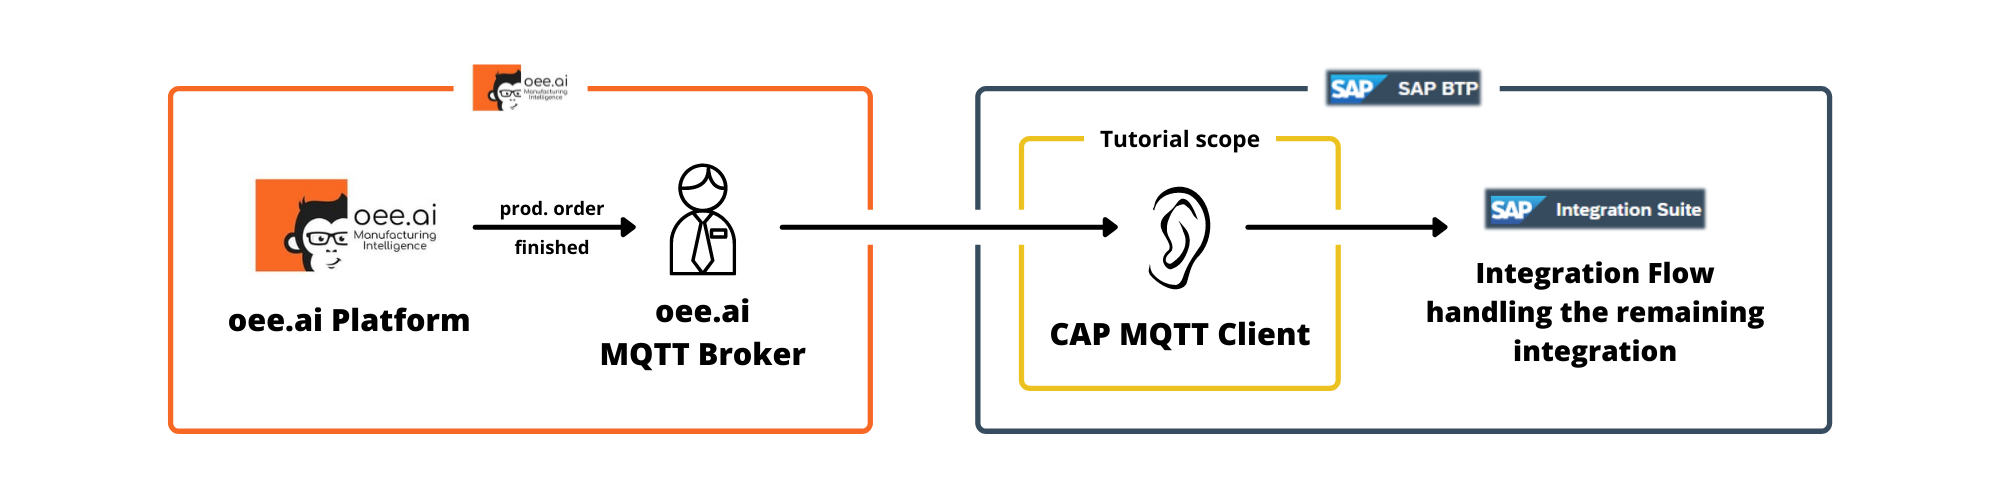 oee.ai
Manufacturing
Intelligence
SAP SAP BTP
Tutorial scope
oee.ai
Manufacturing
Intelligence
prod. order
finished
SAP Integration Suite
oee.ai Platform
oee.ai
MQTT Broker
CAP MQTT Client
Integration Flow
handling the remaining
integration